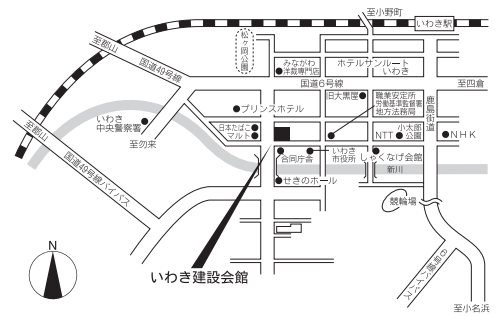 至小野町
いわき駅
至郡山
国道49号線
松ヶ岡公園
みながわ
洋裁専門店
ホテルサンルート
いわき
国道6号線
至四倉
プリンスホテル
旧大黒屋
職業安定所
労働基準監督署
地方法務局
鹿島街道
いわき
中央警察署
至勿来
日本たばこ
マルト
NTT
小太郎
公園
NHK
至郡山
国道49号線バイパス
合同庁舎
いわき
市役所
しゃくなげ会館
新川
せきのホール
競輪場
N
いわき建設会館
6号線バイパス
至小名浜